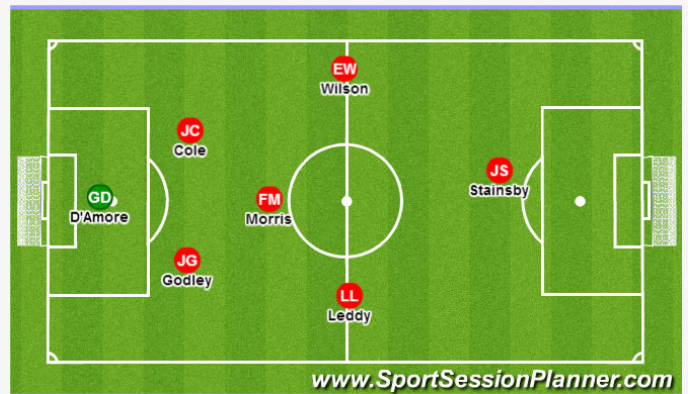 EW
Wilson
JC
Cole
JS
Stainsby
GD
D'Amore
FM
Morris
JG
Godley
LL
Leddy
www.SportSessionPlanner.com